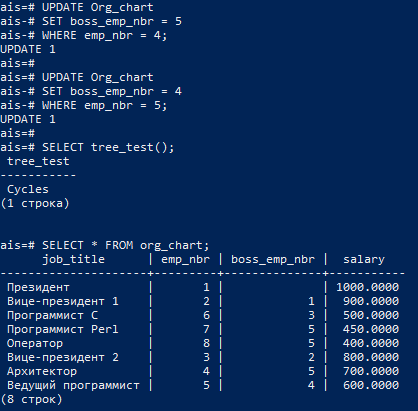 ais=# UPDATE Org_chart
ais-# SET boss_emp_nbr = 5
ais-# WHERE emp_nbr = 4;
UPDATE 1
ais=#
ais=# UPDATE Org_chart
ais-# SET boss_emp_nbr = 4
ais-# WHERE emp_nbr = 5;
UPDATE 1
ais=#
ais=# SELECT tree_test();
 tree_test
-----------
 Cycles
(1 строка)
ais=# SELECT * FROM org_chart;
      job_title      | emp_nbr | boss_emp_nbr |  salary
---------------------+---------+--------------+-----------
 Президент           |       1 |              | 1000.0000
 Вице-президент 1    |       2 |            1 |  900.0000
 Программист C       |       6 |            3 |  500.0000
 Программист Perl    |       7 |            5 |  450.0000
 Оператор            |       8 |            5 |  400.0000
 Вице-президент 2    |       3 |            2 |  800.0000
 Архитектор          |       4 |            5 |  700.0000
 Ведущий программист |       5 |            4 |  600.0000
(8 строк)